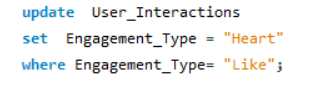 update User_Interactions
set Engagement_Type = "Heart"
where Engagement_Type= "Like";